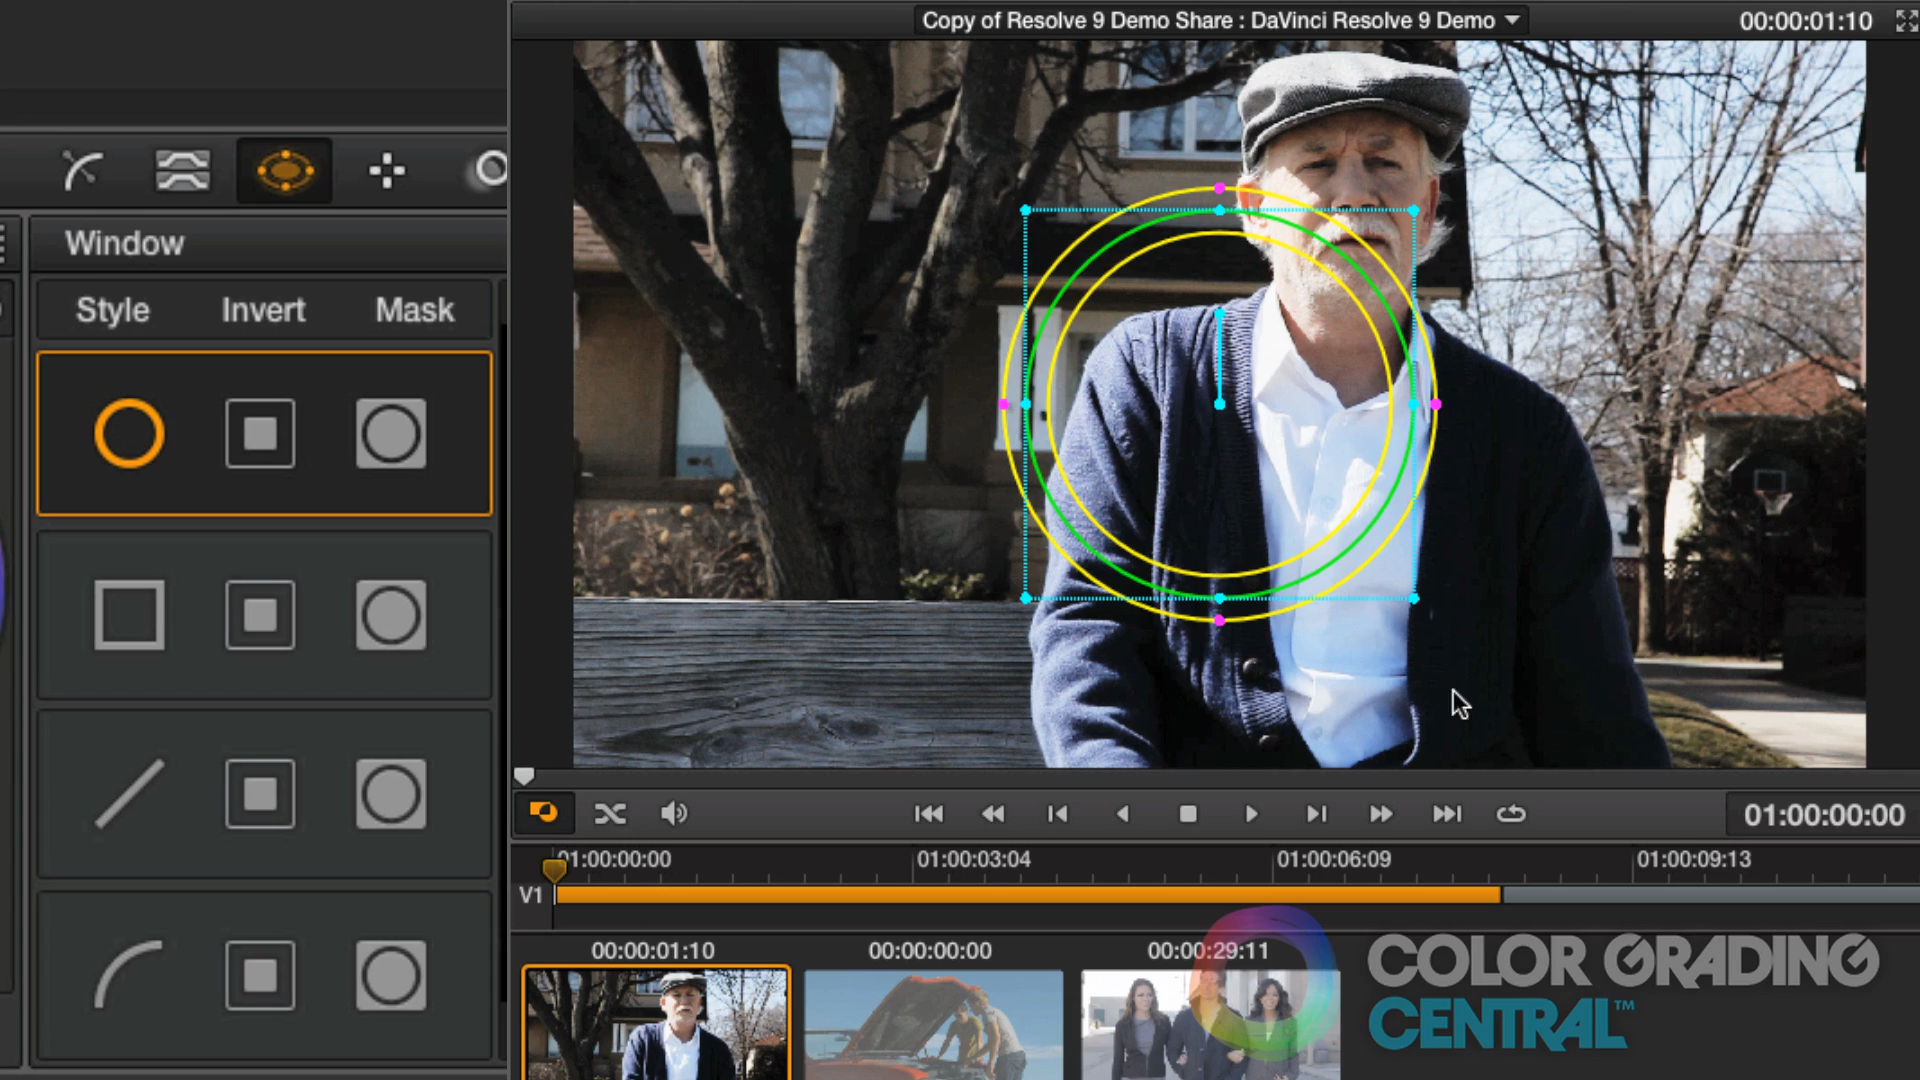 Copy of Resolve 9 Demo Share : DaVinci Resolve 9 Demo
00:00:01:10
Window
Style Invert Mask
01:00:00:00
01:00:00:00 01:00:03:04 01:00:06:09 01:00:09:13
V1
00:00:01:10 00:00:00:00 00:00:29:11
COLOR GRADING
CENTRAL™